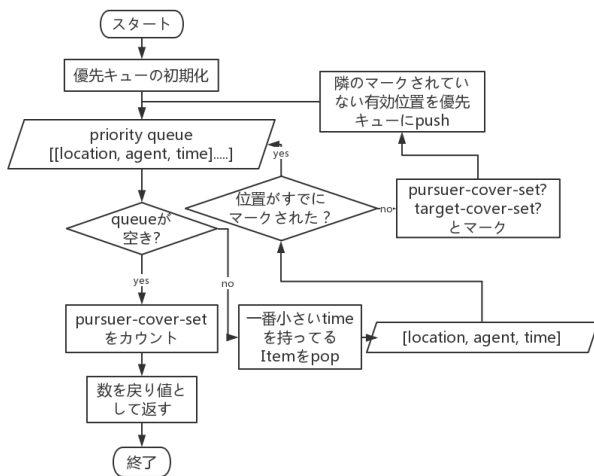 スタート
優先キューの初期化
priority queue
[[location, agent, time].....]
queueが
空き?
yes
no
pursuer-cover-set
をカウント
数を戻り値と
して返す
終了
一番小さいtime
を持ってる
Itemをpop
[location, agent, time]
位置がすでに
マークされた？
yes
no
pursuer-cover-set?
target-cover-set?
とマーク
隣のマークされてい
ない有効位置を優先
キューにpush